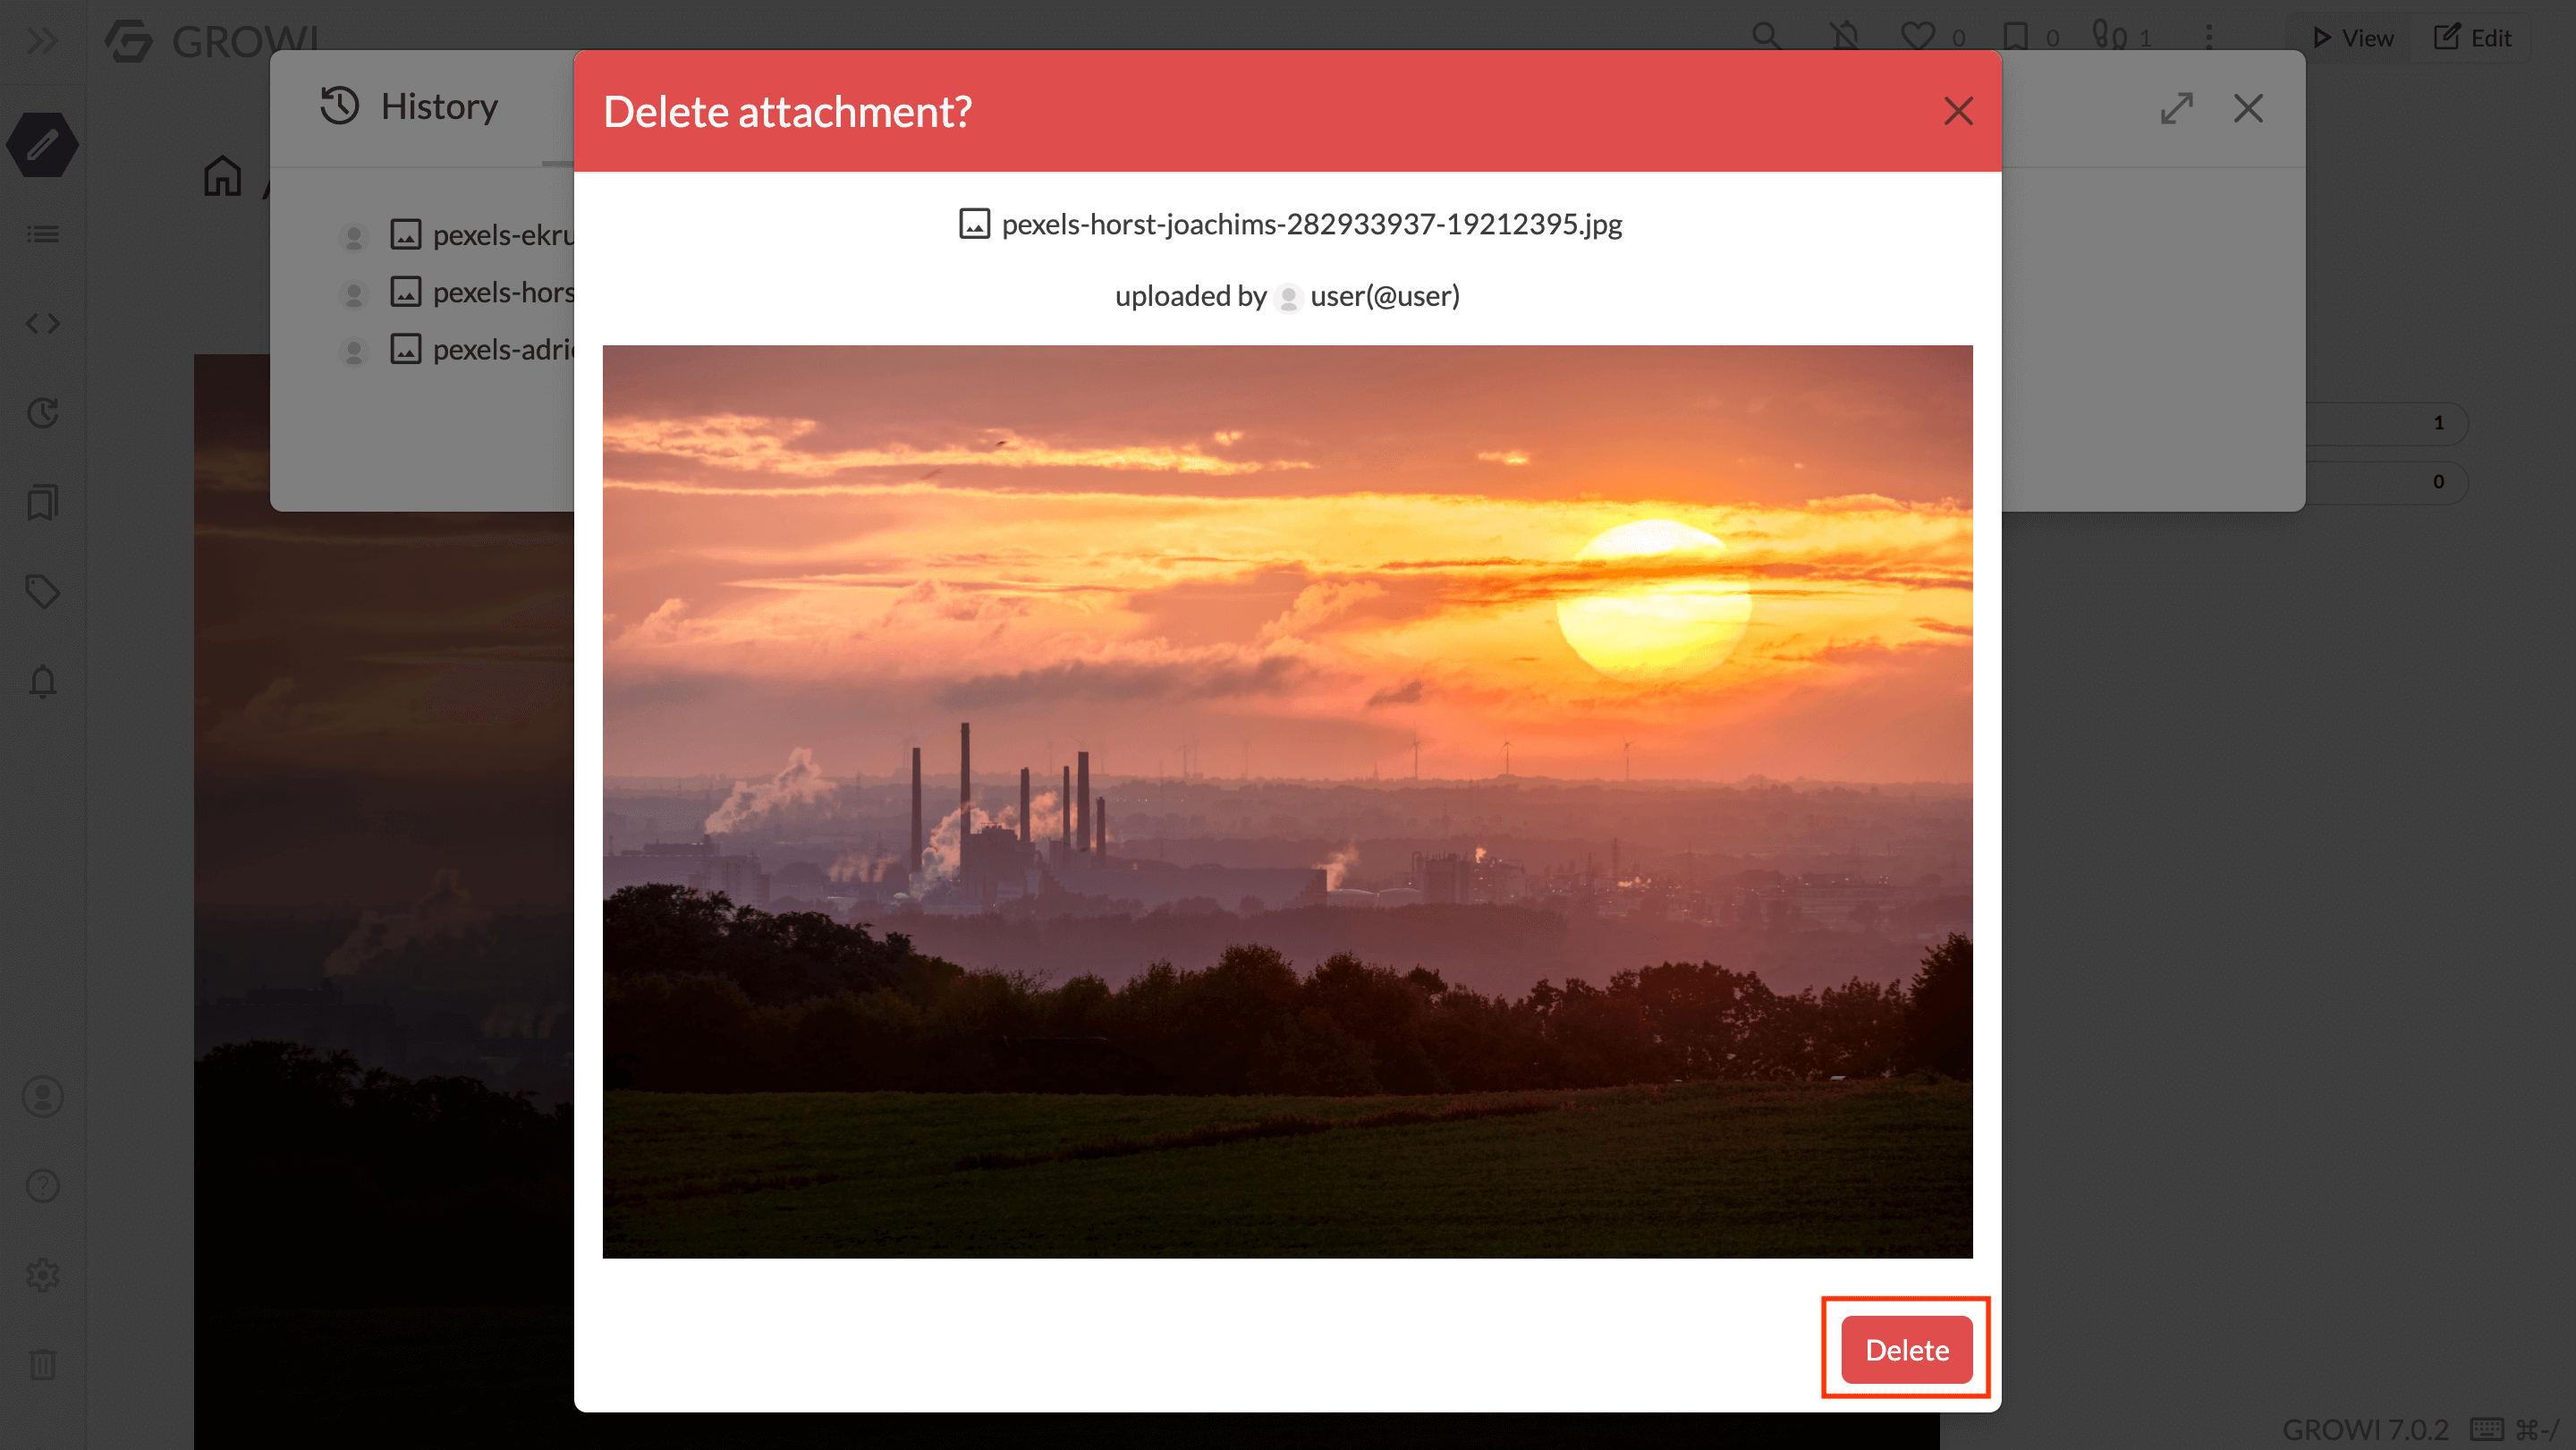 GROWI
0
0
1
View
Edit
History
Delete attachment?
pexels-ekru
pexels-hors
pexels-adri
pexels-horst-joachims-282933937-19212395.jpg
uploaded by user(@user)
1
0
Delete
GROWI 7.0.2
⌘-/